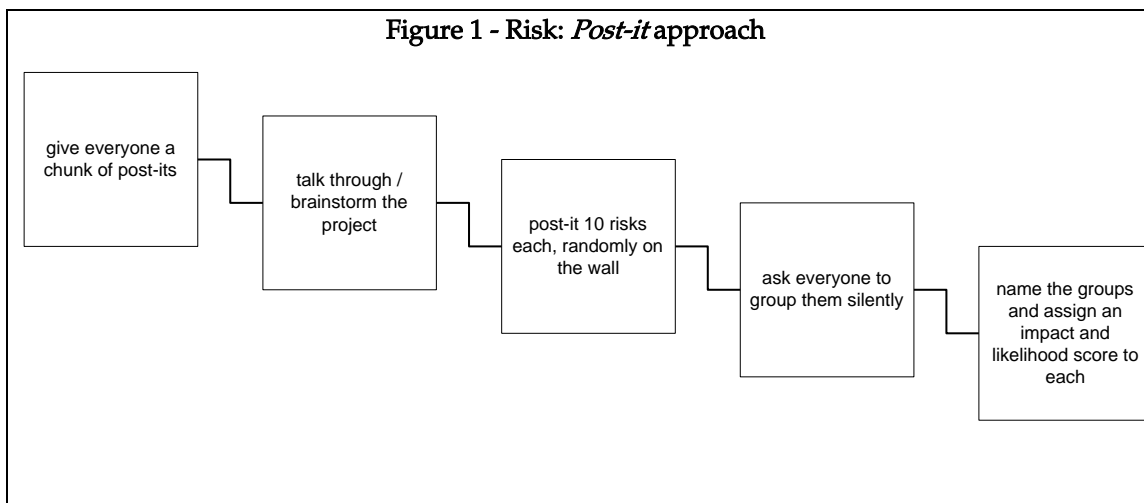 Figure 1 - Risk: Post-it approach
give everyone a
chunk of post-its
talk through /
brainstorm the
project
post-it 10 risks
each, randomly on
the wall
ask everyone to
group them silently
name the groups
and assign an
impact and
likelihood score to
each